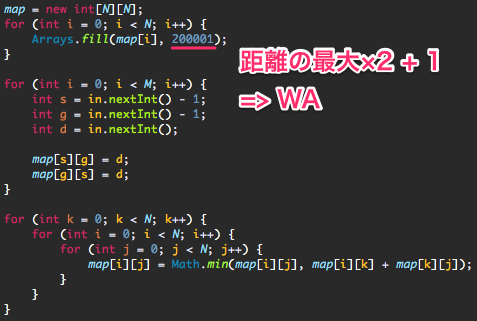 map = new int[N][N];
for (int i = 0; i < N; i++) {
    Arrays.fill(map[i], 200001);
}
距離の最大×2 + 1
=> WA
for (int i = 0; i < M; i++) {
    int s = in.nextInt() - 1;
    int g = in.nextInt() - 1;
    int d = in.nextInt();
    map[s][g] = d;
    map[g][s] = d;
}
for (int k = 0; k < N; k++) {
    for (int i = 0; i < N; i++) {
        for (int j = 0; j < N; j++) {
            map[i][j] = Math.min(map[i][j], map[i][k] + map[k][j]);
        }
    }
}